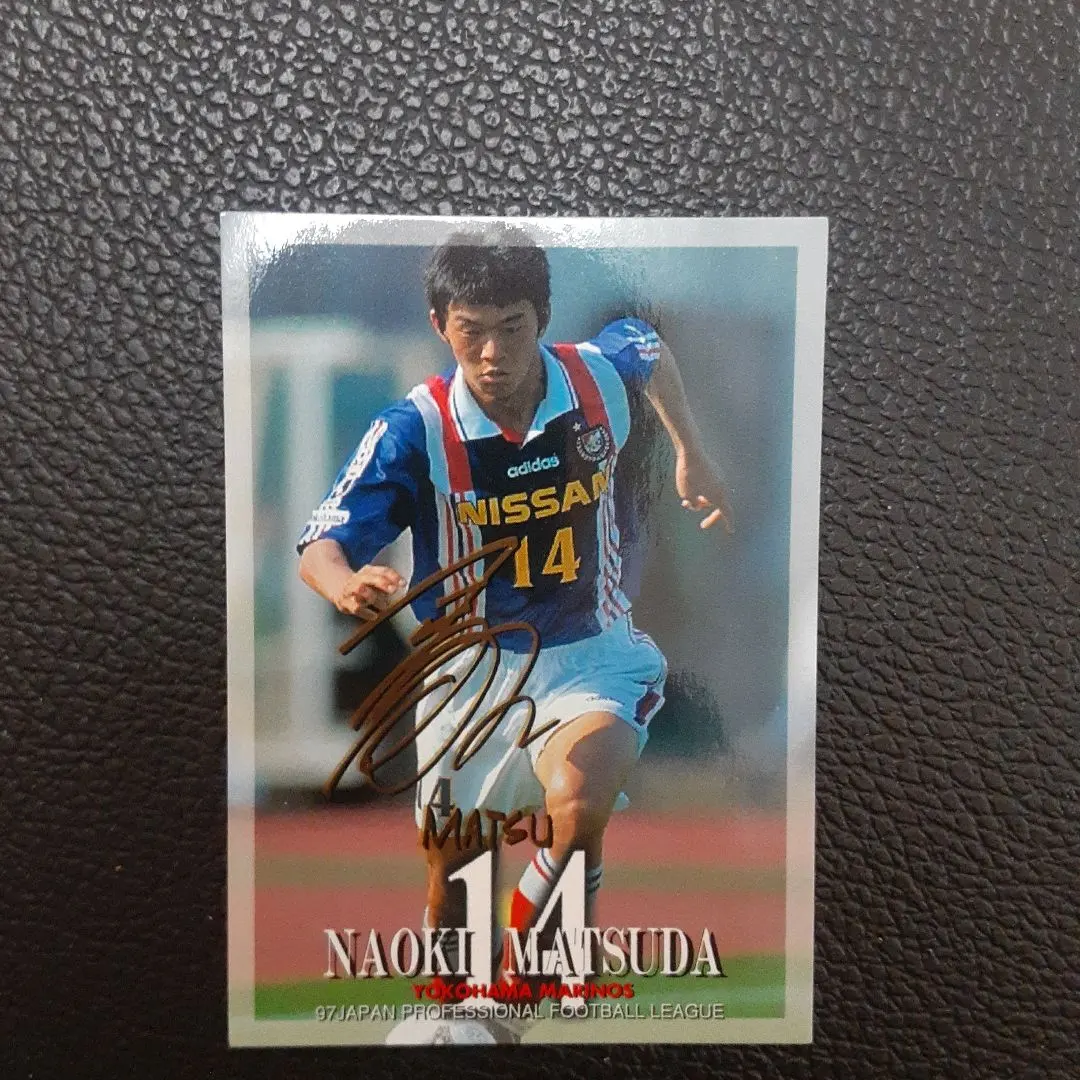 adidas
NISSAN
14
14
MATSU
14
NAOKI MATSUDA
YOKOHAMA MARINOS
97JAPAN PROFESSIONAL FOOTBALL LEAGUE